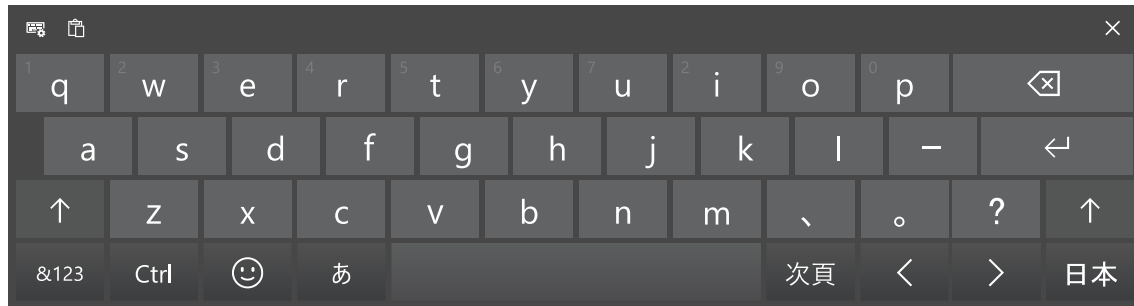 1 q 2 w 3 e 4 r 5 t 6 y 7 u 2 i 9 o 0 p
a s d f g h j k l ー
z x c v b n m 、 。 ?
&123 Ctrl あ 次頁 日本